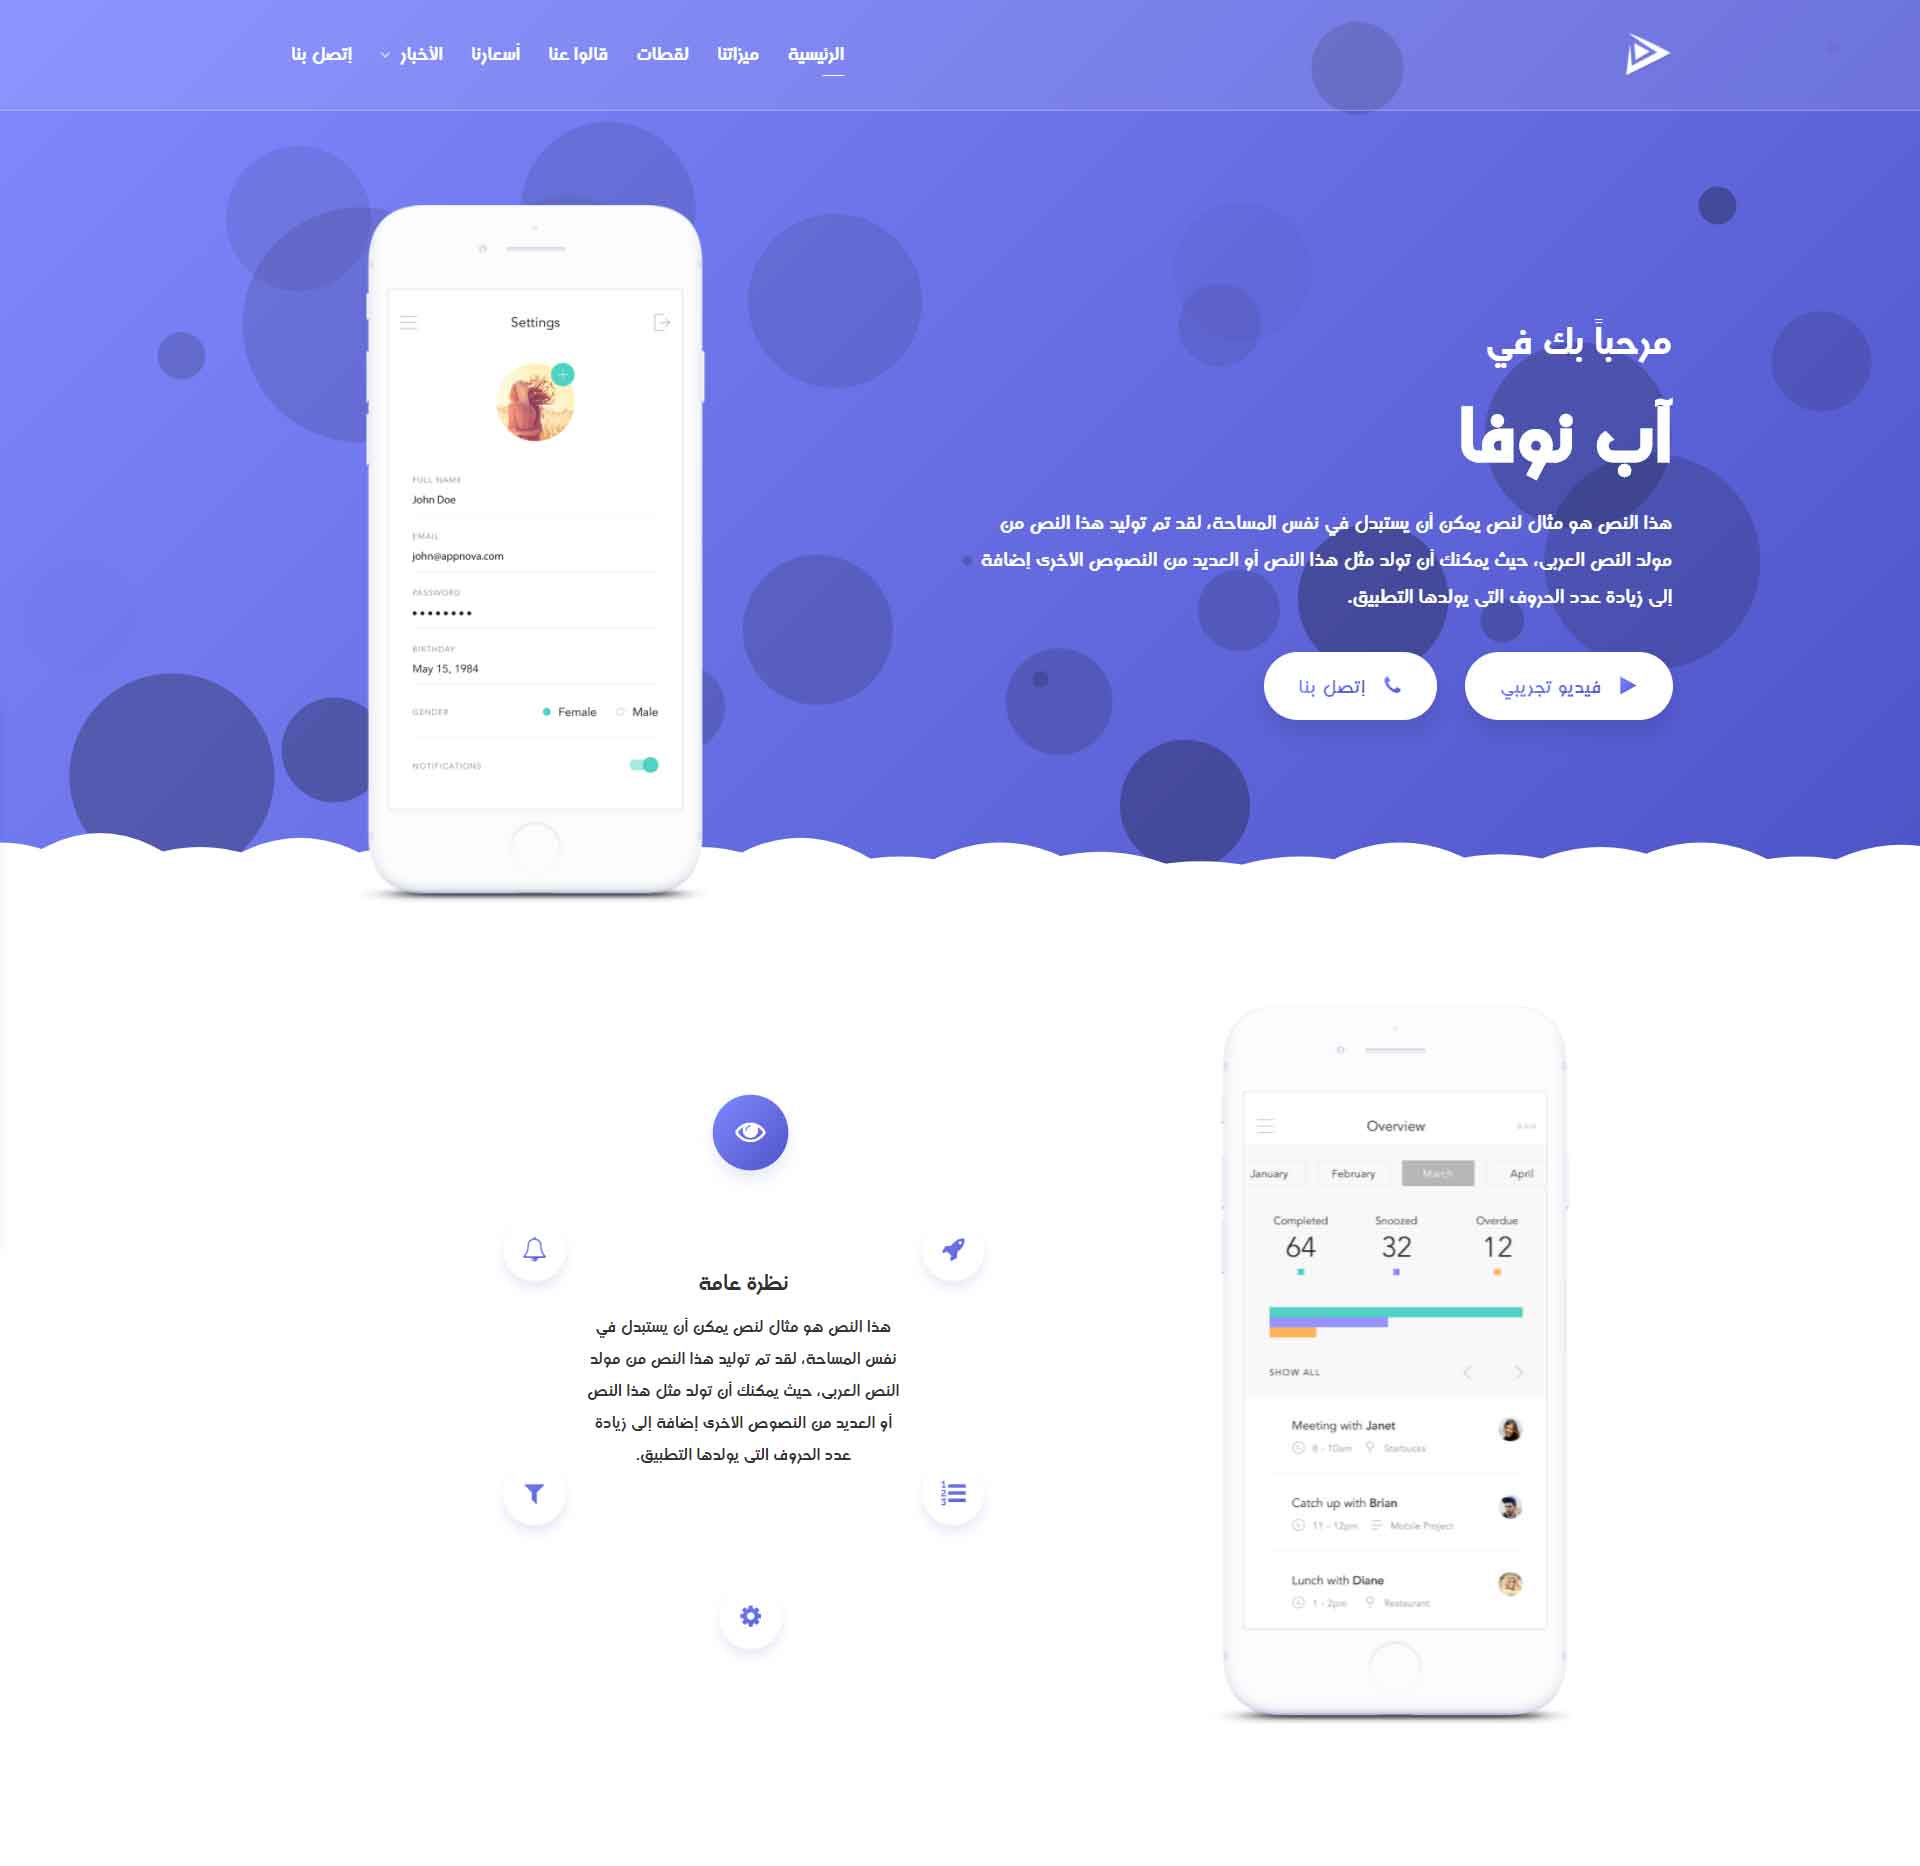 الرئيسية
ميزاتنا
لقطات
قالوا عنا
أسعارنا
الأخبار
إتصل بنا
مرحباً بك في
آب نوفا
هذا النص هو مثال لنص يمكن أن يستبدل في نفس المساحة، لقد تم توليد هذا النص من
مولد النص العربى، حيث يمكنك أن تولد مثل هذا النص أو العديد من النصوص الاخرى إضافة
إلى زيادة عدد الحروف التى يولدها التطبيق.
فيديو تجريبي
إتصل بنا
Settings
FULL NAME
John Doe
EMAIL
john@appnova.com
PASSWORD
BIRTHDAY
May 15, 1984
GENDER
Female
Male
NOTIFICATIONS
Overview
January
February
March
April
Completed
Snoozed
Overdue
64
32
12
SHOW ALL
Meeting with Janet
8 - 10am
Starbucks
Catch up with Brian
11 - 12pm
Mobile Project
Lunch with Diane
1 - 2pm
Restaurant
نظرة عامة
هذا النص هو مثال لنص يمكن أن يستبدل في
نفس المساحة، لقد تم توليد هذا النص من مولد
النص العربى، حيث يمكنك أن تولد مثل هذا النص
أو العديد من النصوص الاخرى إضافة إلى زيادة
عدد الحروف التى يولدها التطبيق.